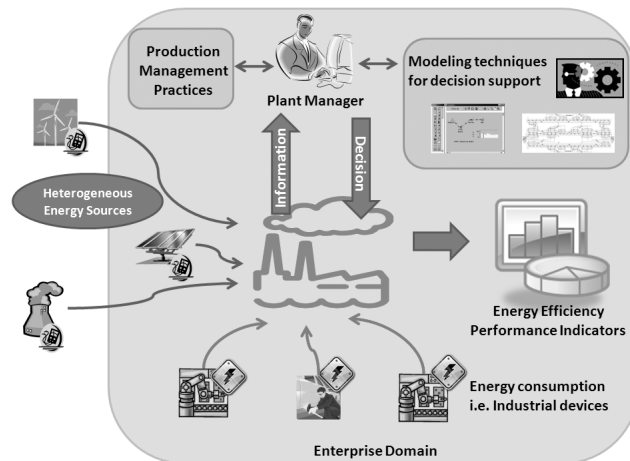 Production
Management
Practices
Plant Manager
Modeling techniques
for decision support
Information
Decision
Heterogeneous
Energy Sources
Energy Efficiency
Performance Indicators
Energy consumption
i.e. Industrial devices
Enterprise Domain